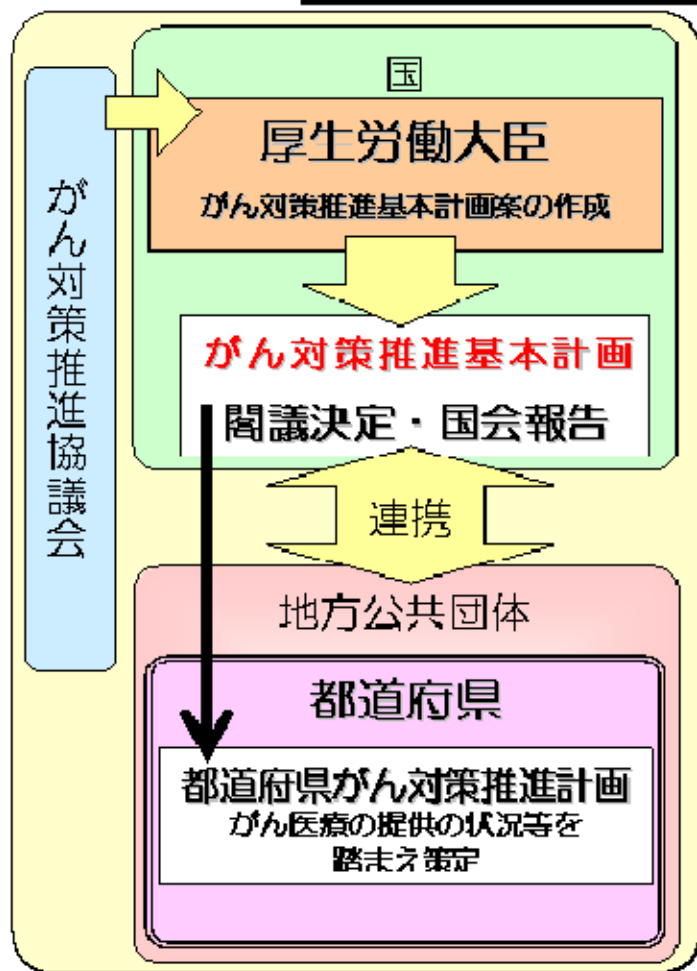 がん対策推進協議会
国
厚生労働大臣
がん対策推進基本計画案の作成
がん対策推進基本計画
閣議決定・国会報告
連携
地方公共団体
都道府県
都道府県がん対策推進計画
がん医療の提供の状況等を
踏まえ策定